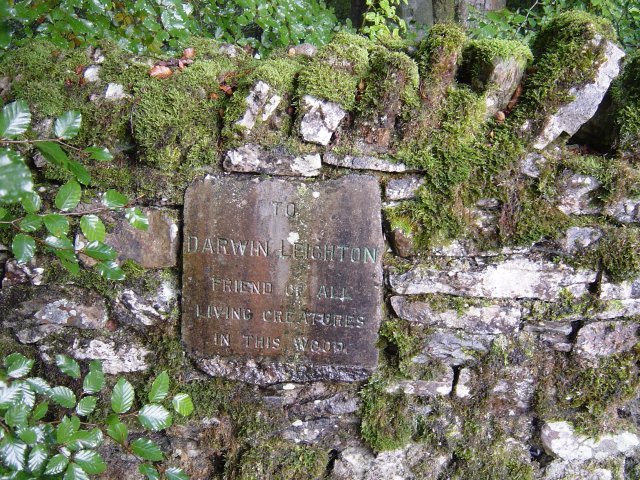 TO
DARWIN LEIGHTON
FRIEND OF ALL
LIVING CREATURES
IN THIS WOOD.